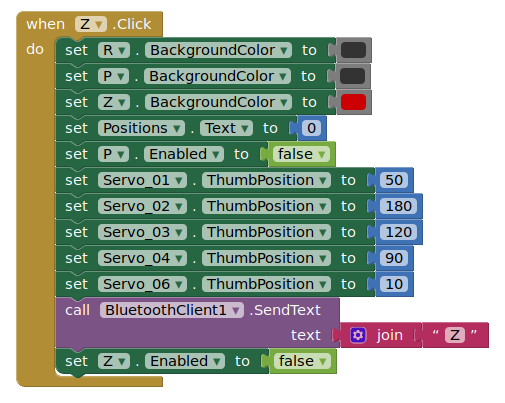 when Z ▾ .Click
do set R ▾ . BackgroundColor ▾ to
set P ▾ . BackgroundColor ▾ to
set Z ▾ . BackgroundColor ▾ to
set Positions ▾ . Text ▾ to 0
set P ▾ . Enabled ▾ to false ▾
set Servo_01 ▾ . ThumbPosition ▾ to 50
set Servo_02 ▾ . ThumbPosition ▾ to 180
set Servo_03 ▾ . ThumbPosition ▾ to 120
set Servo_04 ▾ . ThumbPosition ▾ to 90
set Servo_06 ▾ . ThumbPosition ▾ to 10
call BluetoothClient1 ▾ .SendText
text join “ Z ”
set Z ▾ . Enabled ▾ to false ▾